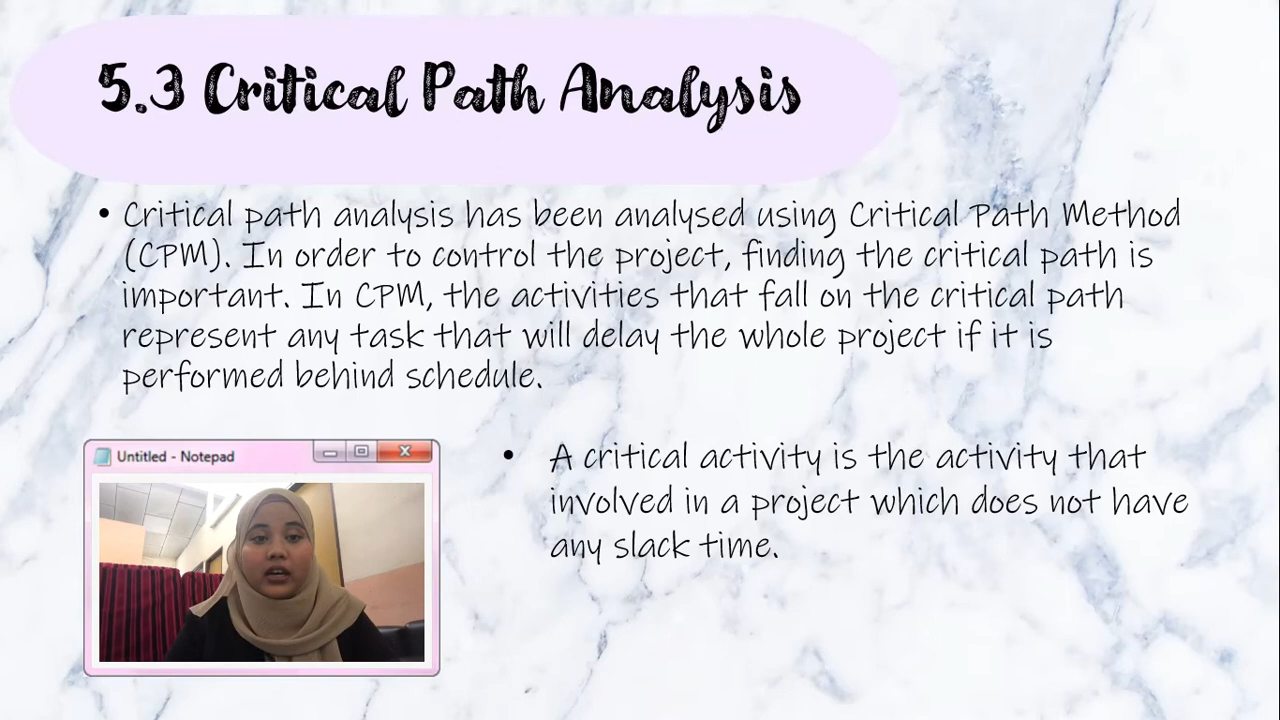 5.3 Critical Path Analysis
• Critical path analysis has been analysed using Critical Path Method
(CPM). In order to control the project, finding the critical path is
important. In CPM, the activities that fall on the critical path
represent any task that will delay the whole project if it is
performed behind schedule.
Untitled - Notepad
• A critical activity is the activity that
involved in a project which does not have
any slack time.